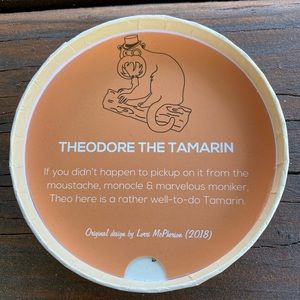 THEODORE THE TAMARIN
If you didn't happen to pickup on it from the
moustache, monocle & marvelous moniker,
Theo here is a rather well-to-do Tamarin.
Original design by Lorri McPherson (2018)